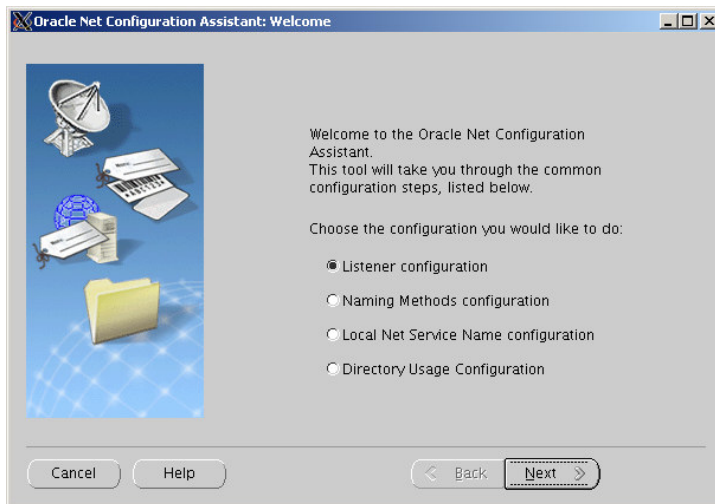 Oracle Net Configuration Assistant: Welcome
Welcome to the Oracle Net Configuration
Assistant.
This tool will take you through the common
configuration steps, listed below.
Choose the configuration you would like to do:
Listener configuration
Naming Methods configuration
Local Net Service Name configuration
Directory Usage Configuration
Cancel
Help
Back
Next